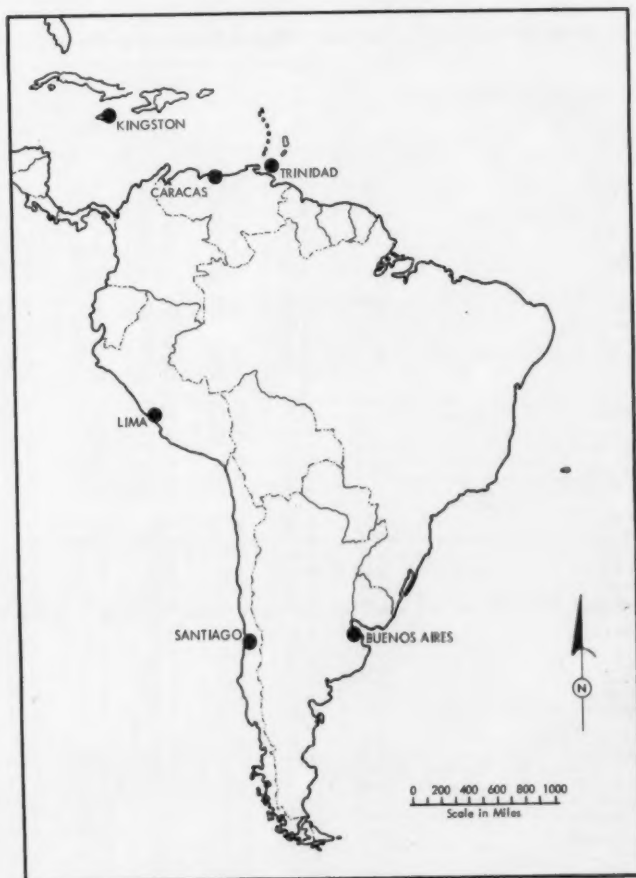 KINGSTON
TRINIDAD
CARACAS
LIMA
SANTIAGO
BUENOS AIRES
N
0 200 400 600 800 1000
Scale in Miles